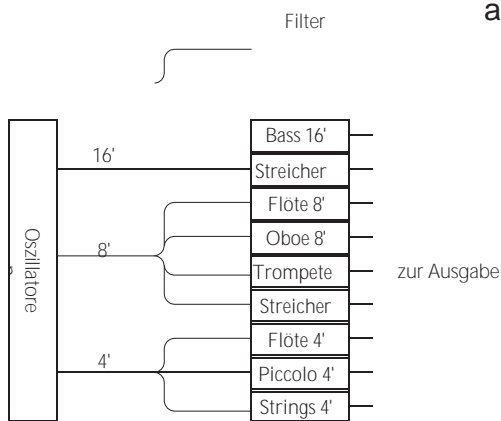 Filter
a
Bass 16'
16'
Streicher
Flöte 8'
Oboe 8'
8'
Trompete
Streicher
Oszillatore
zur Ausgabe
Flöte 4'
4'
Piccolo 4'
Strings 4'